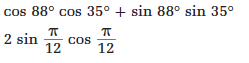 cos 88° cos 35° + sin 88° sin 35°
2 sin π/12 cos π/12